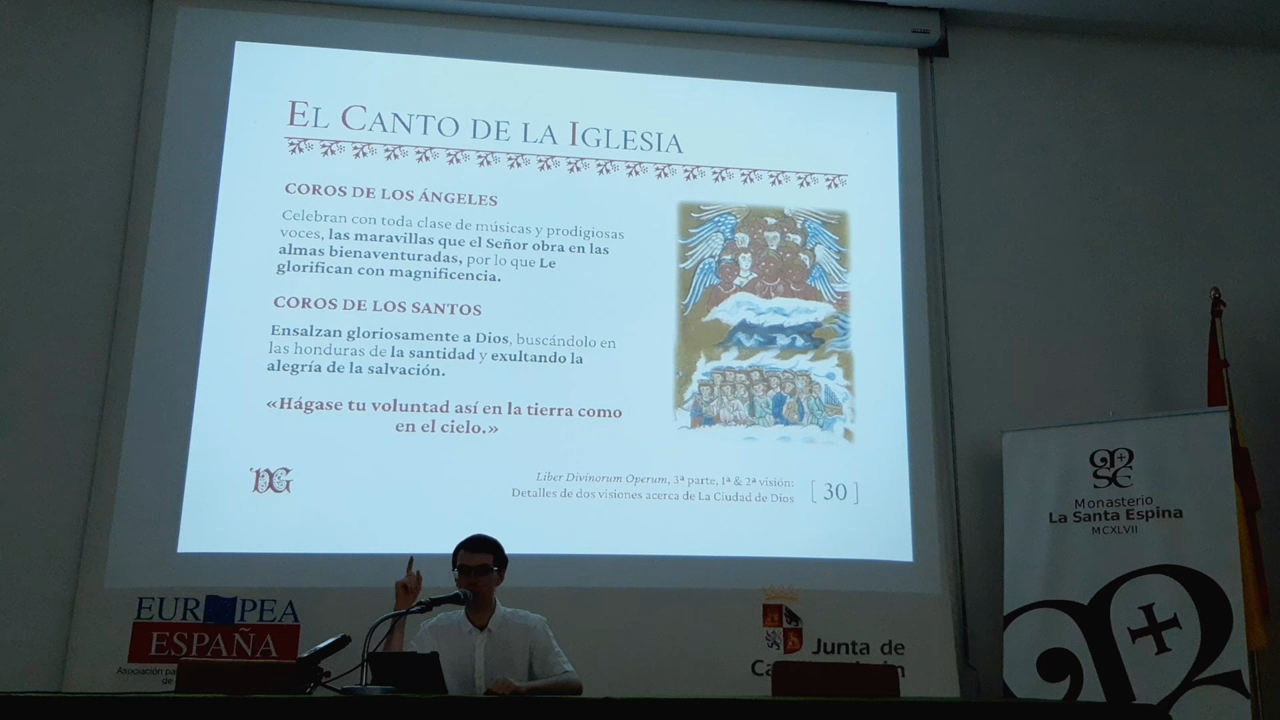 EL CANTO DE LA IGLESIA
COROS DE LOS ÁNGELES
Celebran con toda clase de músicas y prodigiosas
voces, las maravillas que el Señor obra en las
almas bienaventuradas, por lo que Le
glorifican con magnificencia.
COROS DE LOS SANTOS
Ensalzan gloriosamente a Dios, buscándolo en
las honduras de la santidad y exultando la
alegría de la salvación.
«Hágase tu voluntad así en la tierra como
en el cielo.»
Liber Divinorum Operum, 3ª parte, 1ª & 2ª visión:
Detalles de dos visiones acerca de La Ciudad de Dios
[ 30 ]
EUROPEA
ESPAÑA
Asociación pa
de
Junta de
Monasterio
La Santa Espina
MCXLVII